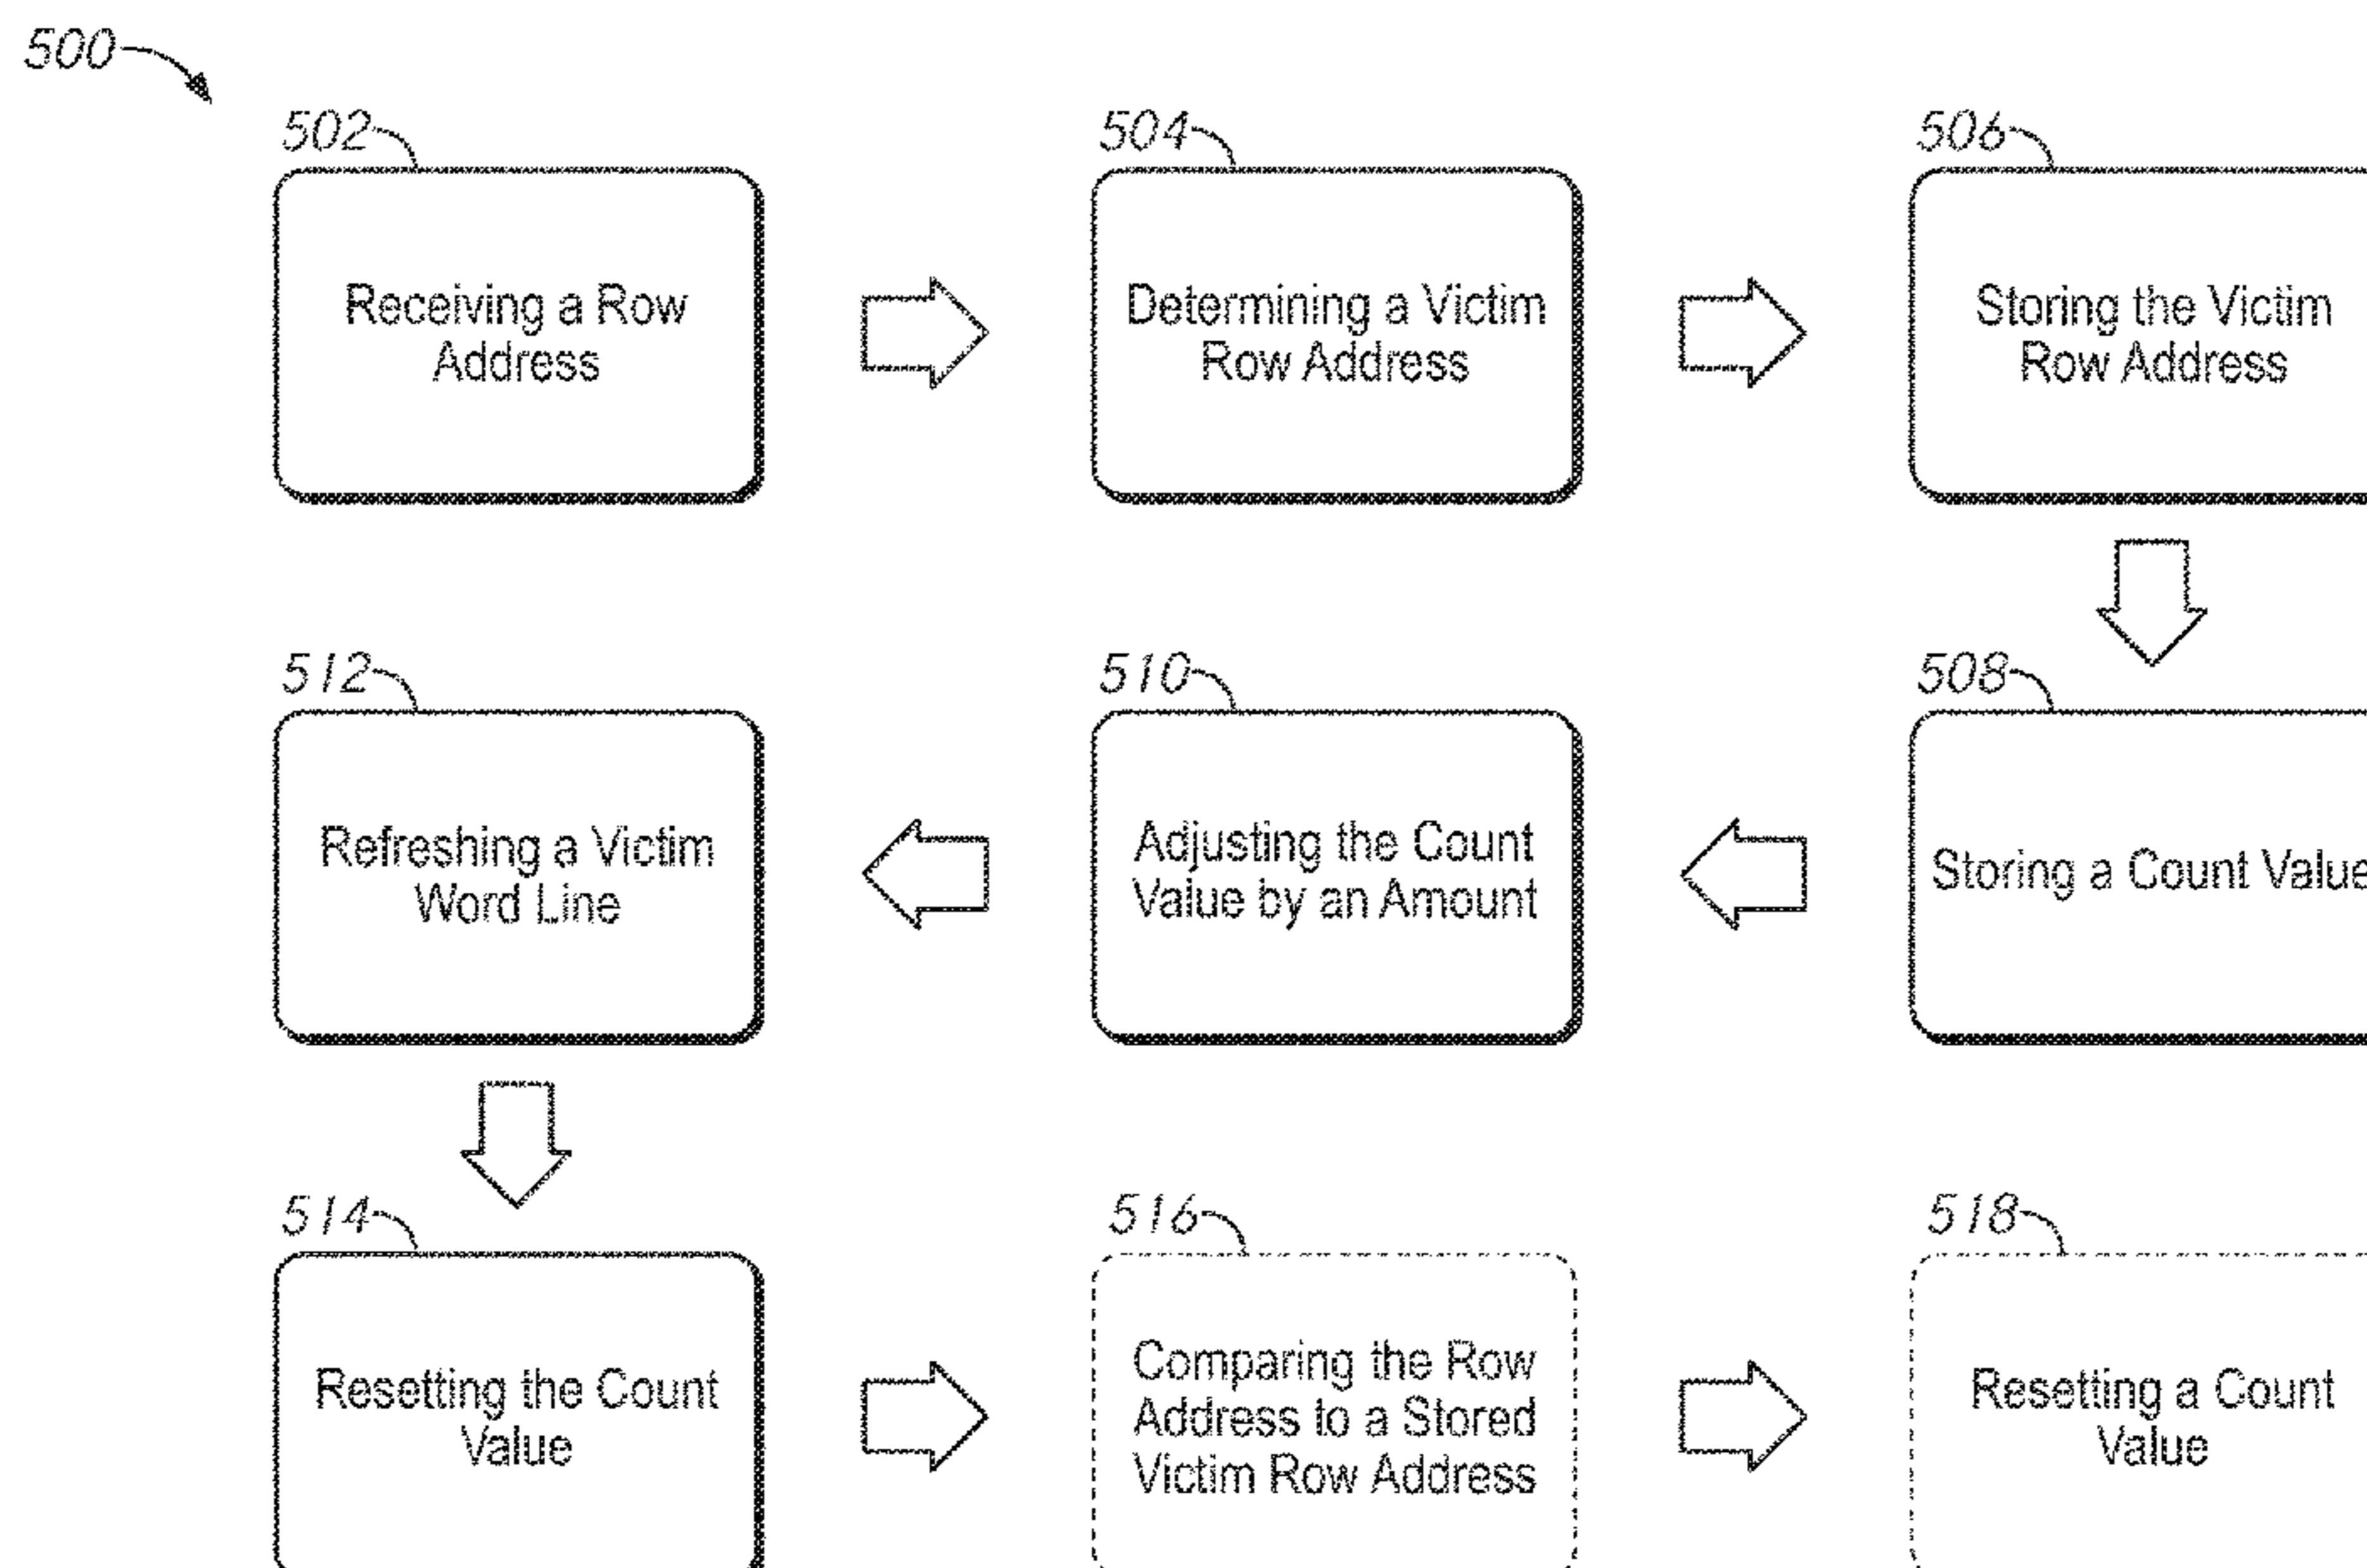 500
502
504
506
Receiving a Row
Address
Determining a Victim
Row Address
Storing the Victim
Row Address
512
510
508
Refreshing a Victim
Word Line
Adjusting the Count
Value by an Amount
Storing a Count Value
514
516
518
Resetting the Count
Value
Comparing the Row
Address to a Stored
Victim Row Address
Resetting a Count
Value